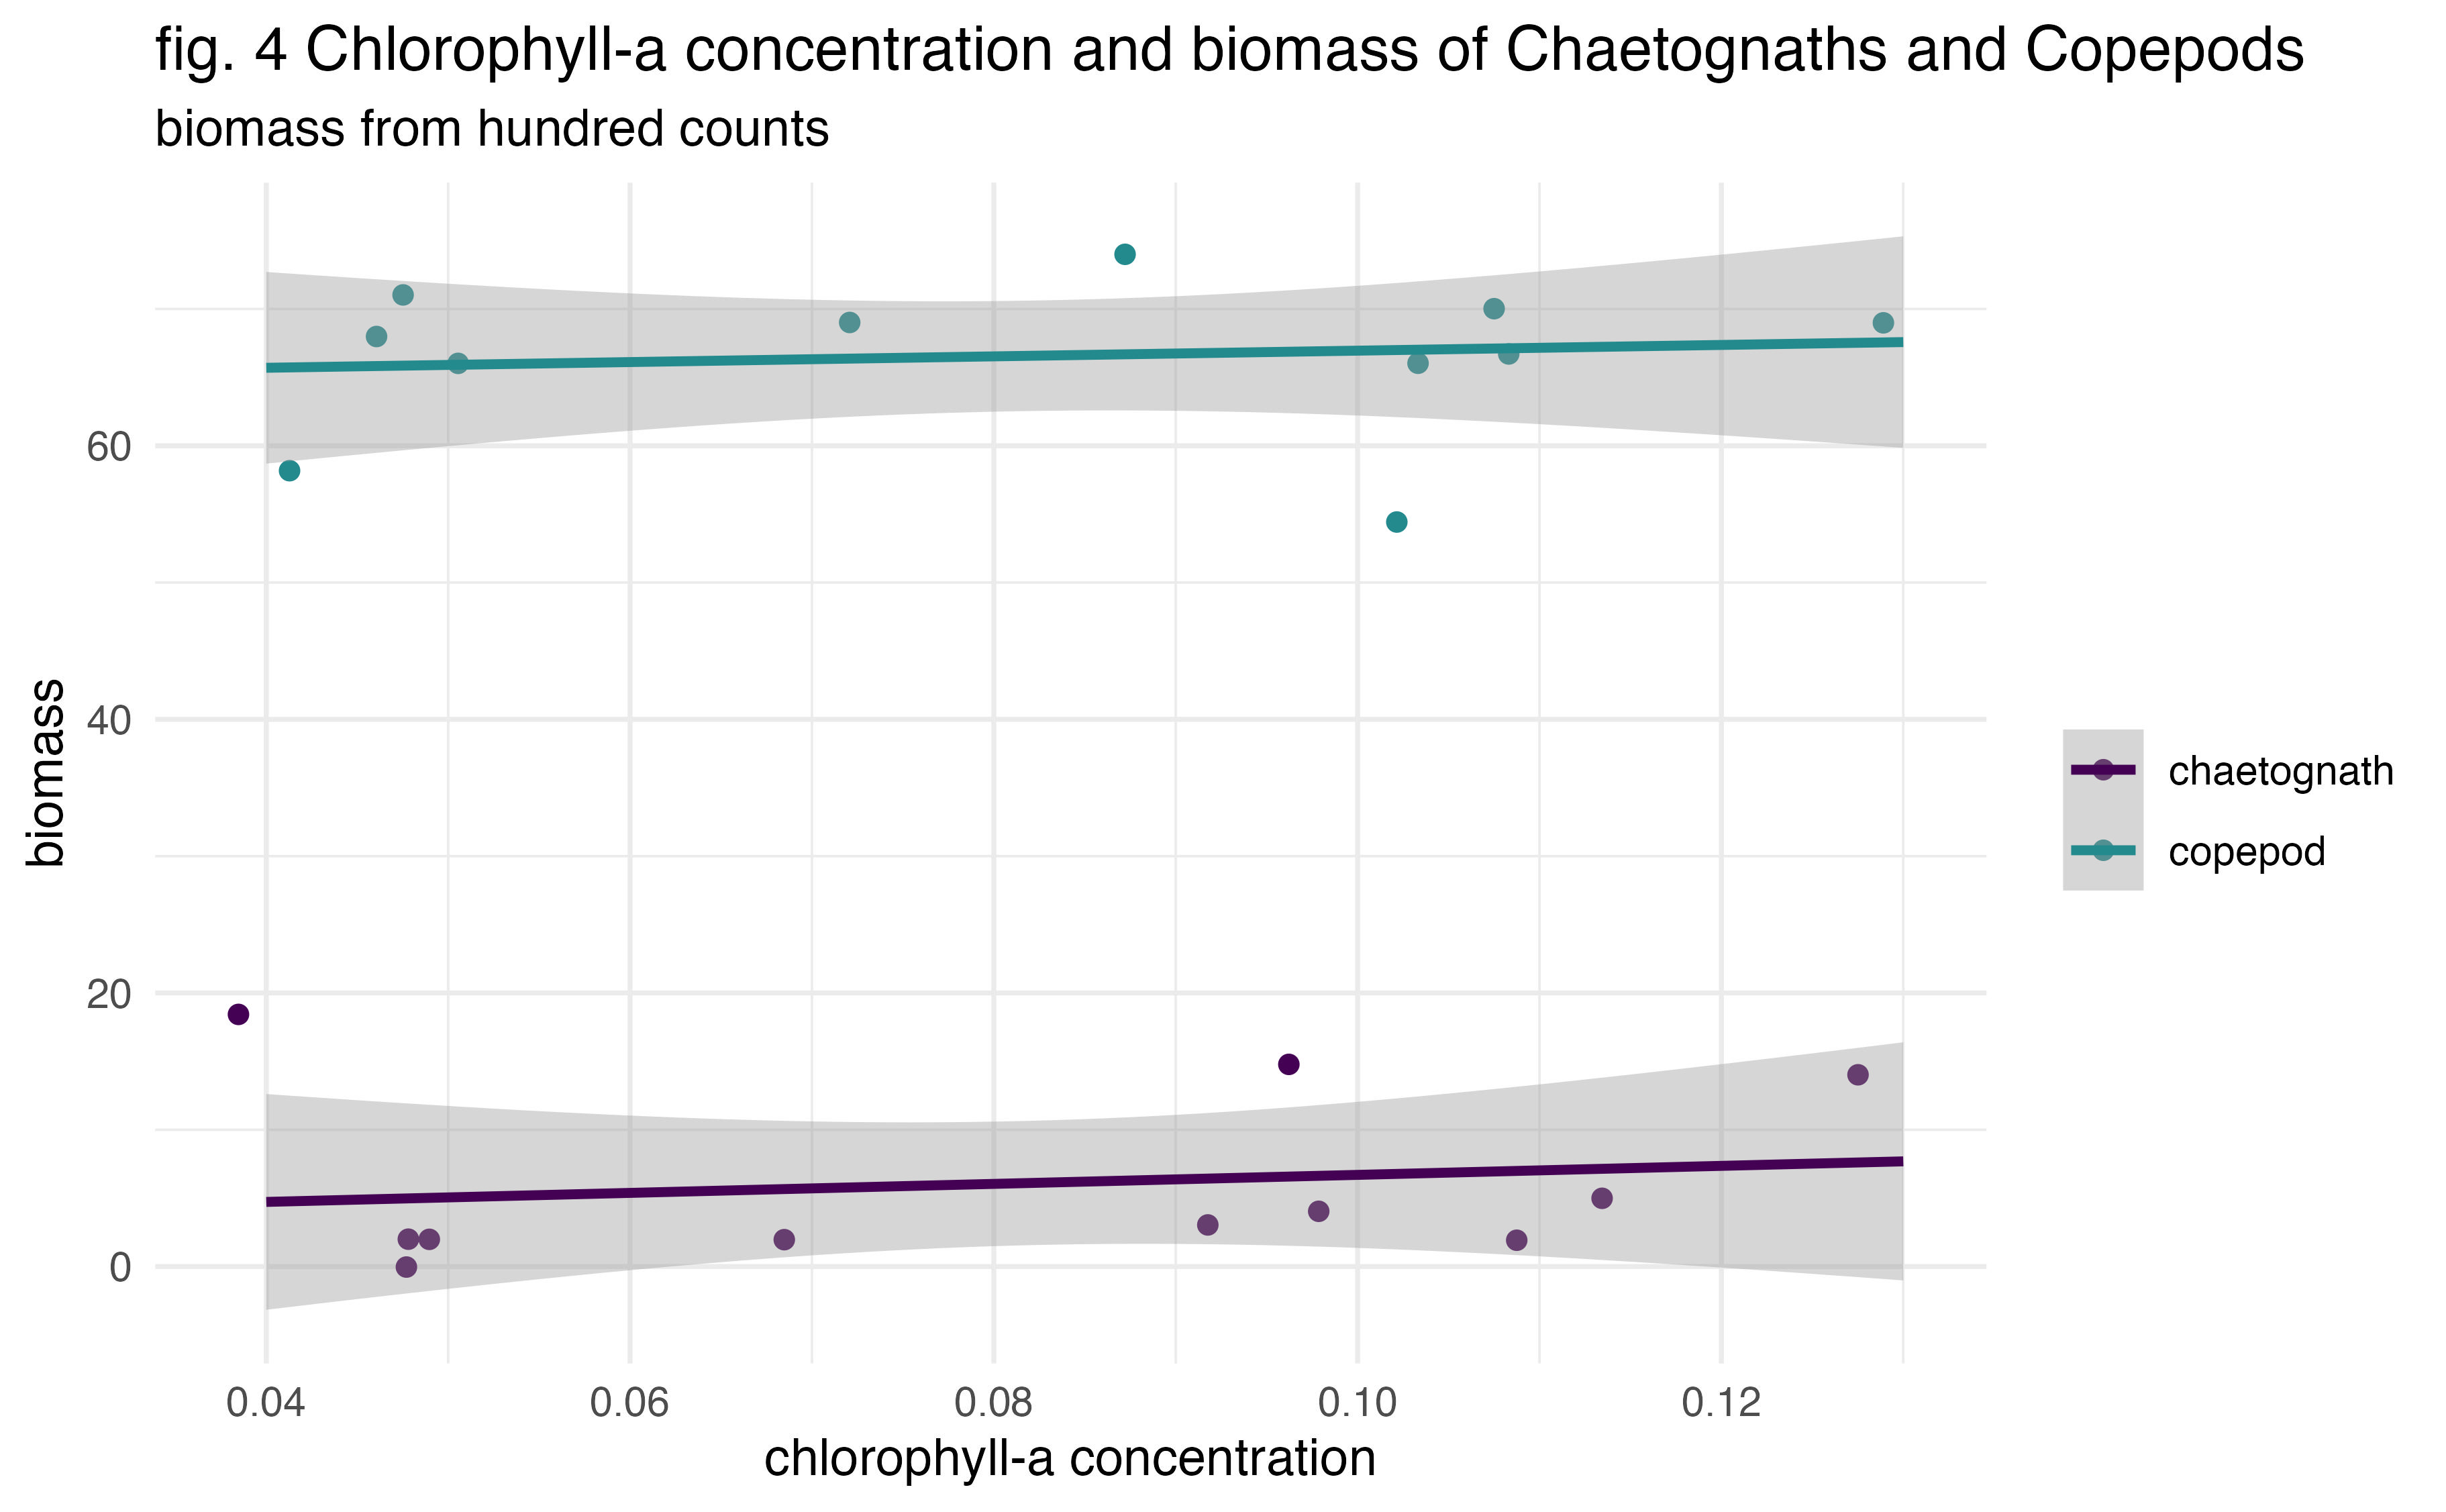 fig. 4 Chlorophyll-a concentration and biomass of Chaetognaths and Copepods
biomass from hundred counts
biomass
60
40
20
0
0.04 0.06 0.08 0.10 0.12
chlorophyll-a concentration
chaetognath
copepod